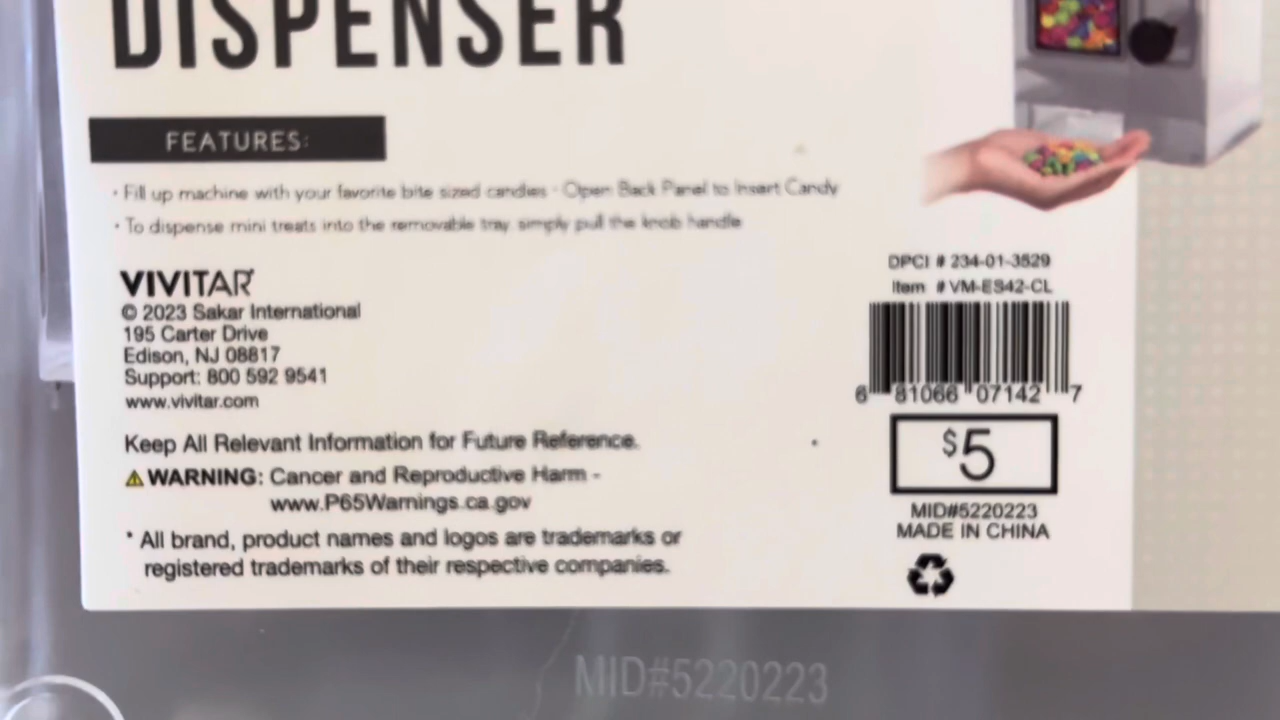 DISPENSER
FEATURES:
• Fill up machine with your favorite bite sized candies - Open Back Panel to Insert Candy
• To dispense mini treats into the removable tray, simply pull the knob handle
VIVITAR
© 2023 Sakar International
195 Carter Drive
Edison, NJ 08817
Support: 800 592 9541
www.vivitar.com
Keep All Relevant Information for Future Reference.
⚠ WARNING: Cancer and Reproductive Harm -
www.P65Warnings.ca.gov
* All brand, product names and logos are trademarks or
registered trademarks of their respective companies.
DPCI # 234-01-3529
Item # VM-ES42-CL
6 81066 07142 7
$5
MID#5220223
MADE IN CHINA
MID#5220223